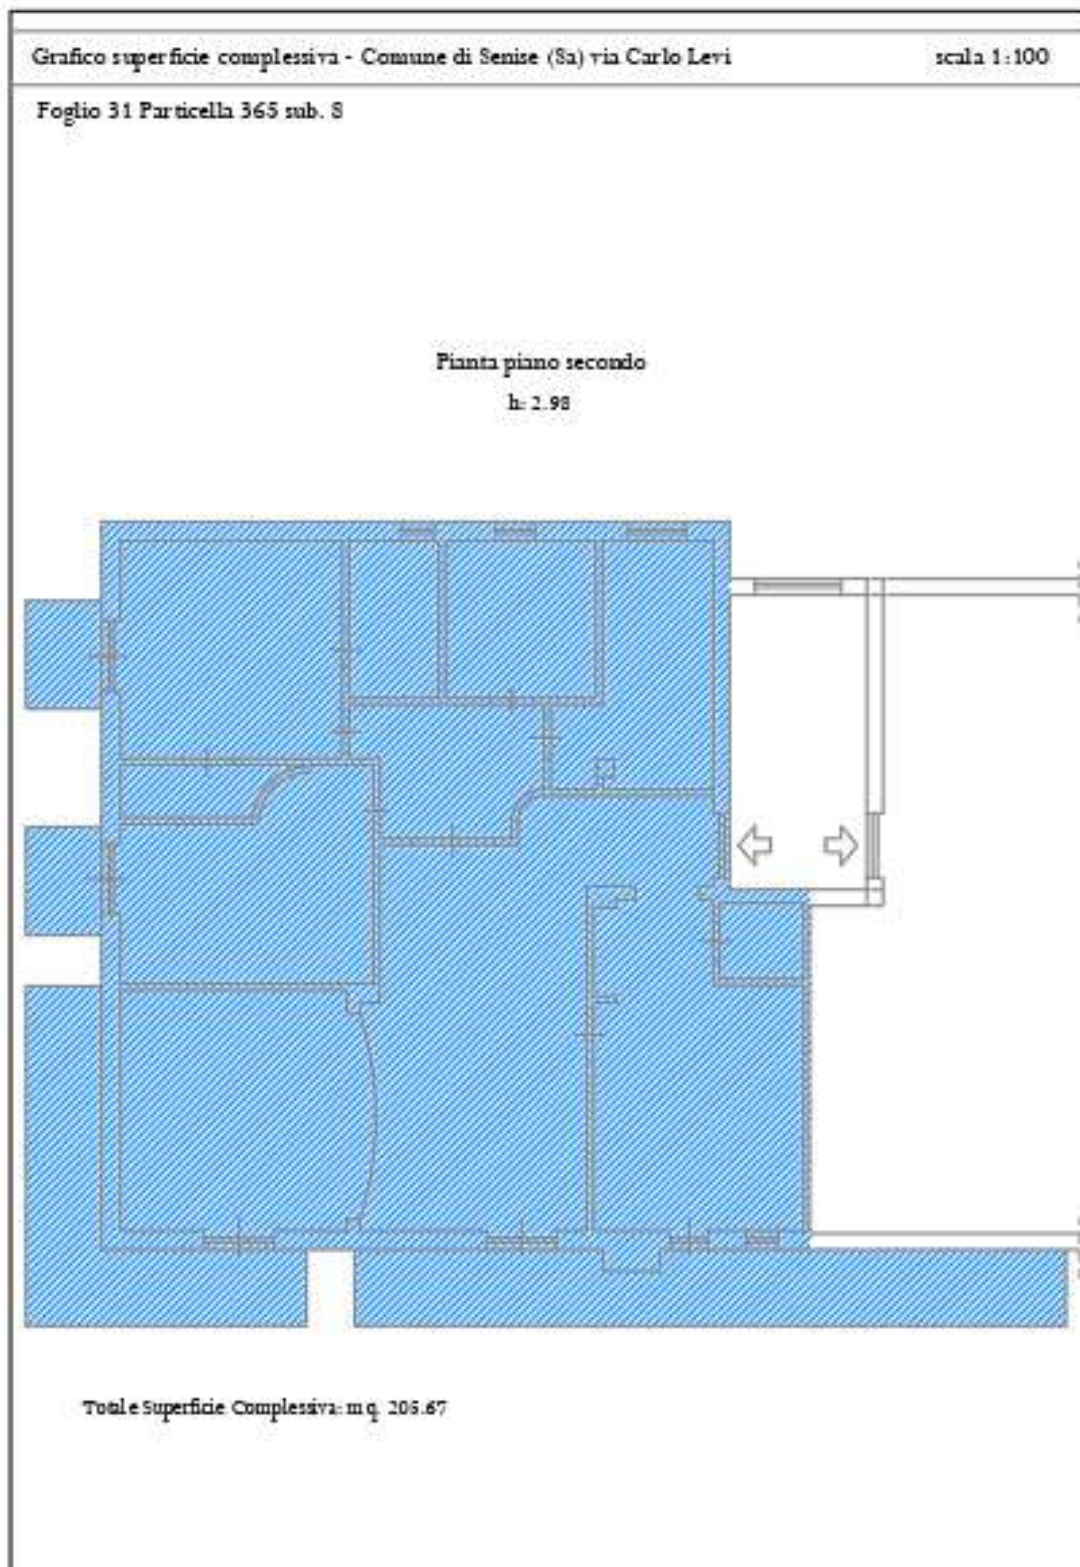 Grafico superficie complessiva - Comune di Senise (Sa) via Carlo Levi scala 1:100
Foglio 31 Particella 365 sub. 8
Pianta piano secondo
h: 2.98
Totale Superficie Complessiva: mq. 205.67